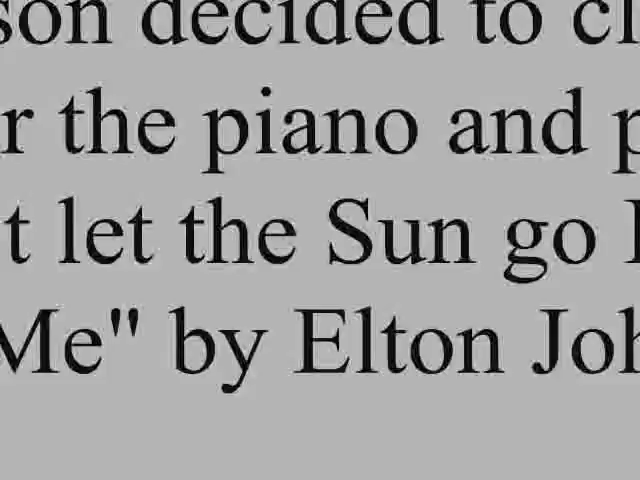 son decided to cl
r the piano and p
t let the Sun go
Me" by Elton Joh